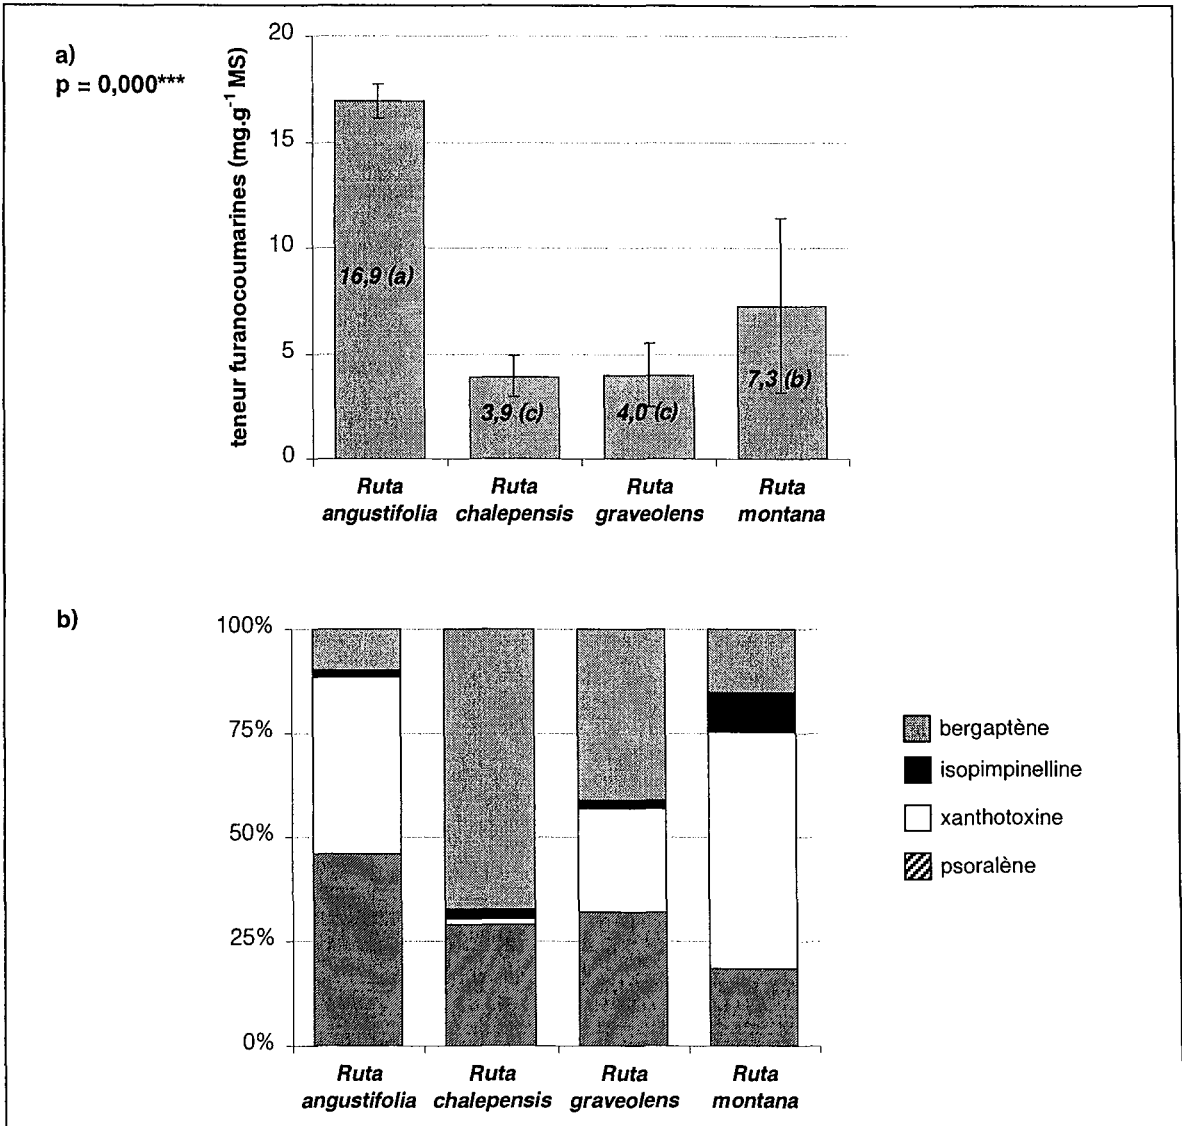 a)
p = 0,000***
teneur furanocoumarines (mg.g⁻¹ MS)
20
15
10
5
0
16,9 (a)
3,9 (c)
4,0 (c)
7,3 (b)
Ruta angustifolia
Ruta chalepensis
Ruta graveolens
Ruta montana
b)
100%
75%
50%
25%
0%
bergaptène
isopimpinelline
xanthotoxine
psoralène
Ruta angustifolia
Ruta chalepensis
Ruta graveolens
Ruta montana